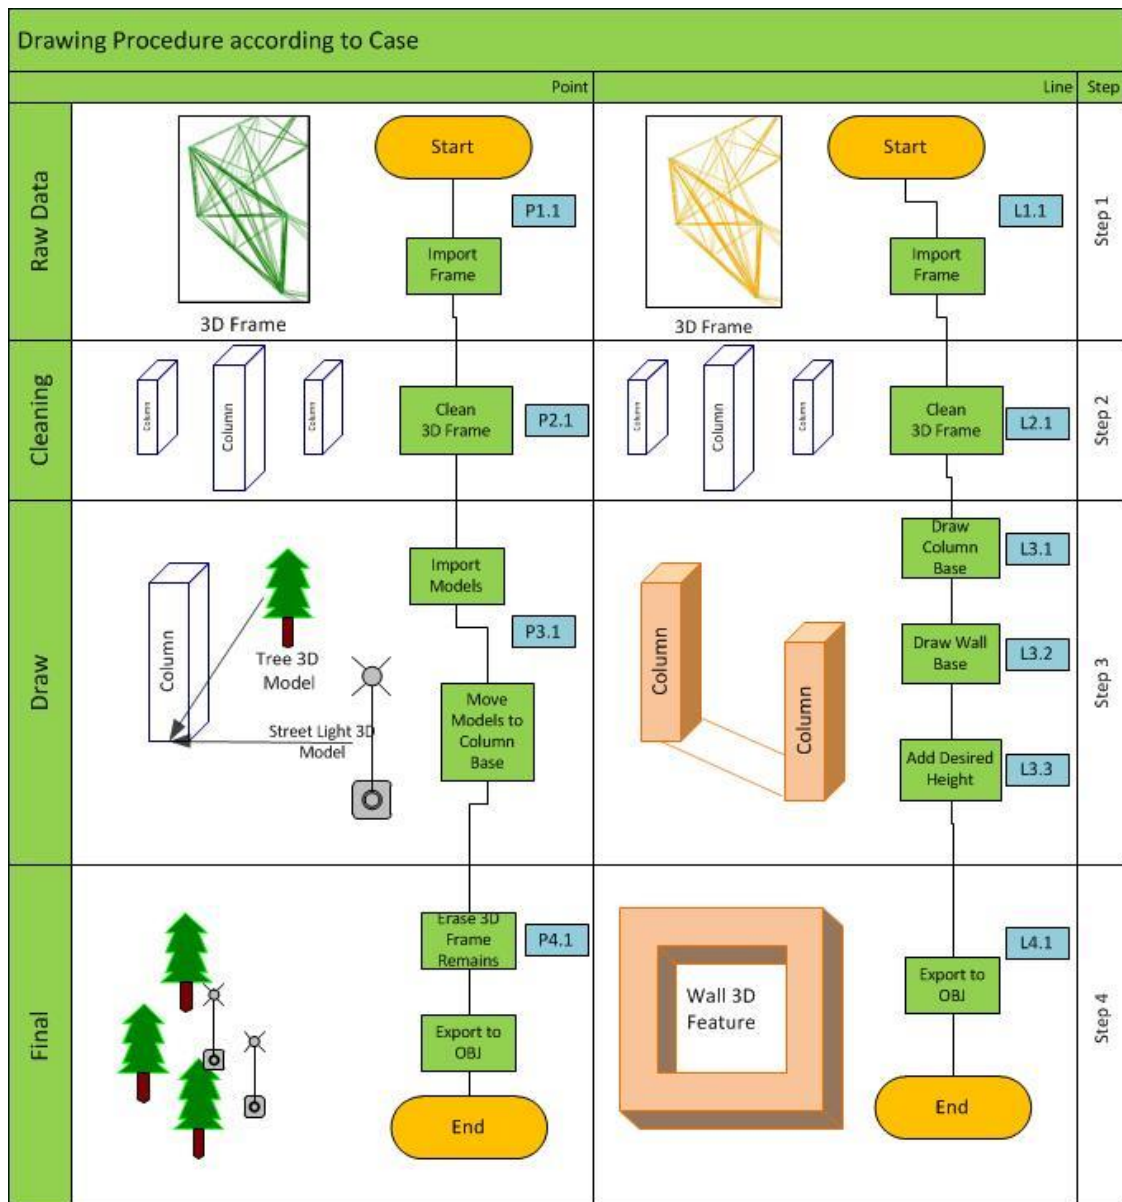 Drawing Procedure according to Case
Point
Line
Step
Raw Data
3D Frame
Start
P1.1
Import
Frame
3D Frame
Start
L1.1
Import
Frame
Step 1
Cleaning
Column
Column
Column
Clean
3D Frame
P2.1
Column
Column
Column
Clean
3D Frame
L2.1
Step 2
Draw
Column
Tree 3D
Model
Street Light 3D
Model
Import
Models
P3.1
Move
Models to
Column
Base
Column
Column
Draw
Column
Base
L3.1
Draw Wall
Base
L3.2
Add Desired
Height
L3.3
Step 3
Final
Erase 3D
Frame
Remains
P4.1
Export to
OBJ
End
Wall 3D
Feature
L4.1
Export to
OBJ
End
Step 4